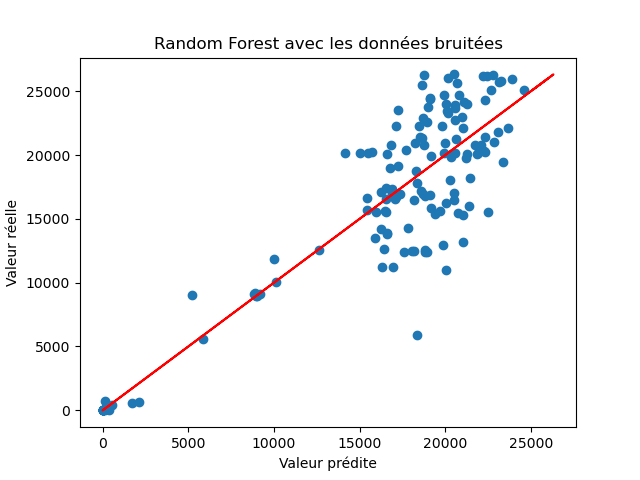 Random Forest avec les données bruitées
Valeur réelle
25000
20000
15000
10000
5000
0
0 5000 10000 15000 20000 25000
Valeur prédite